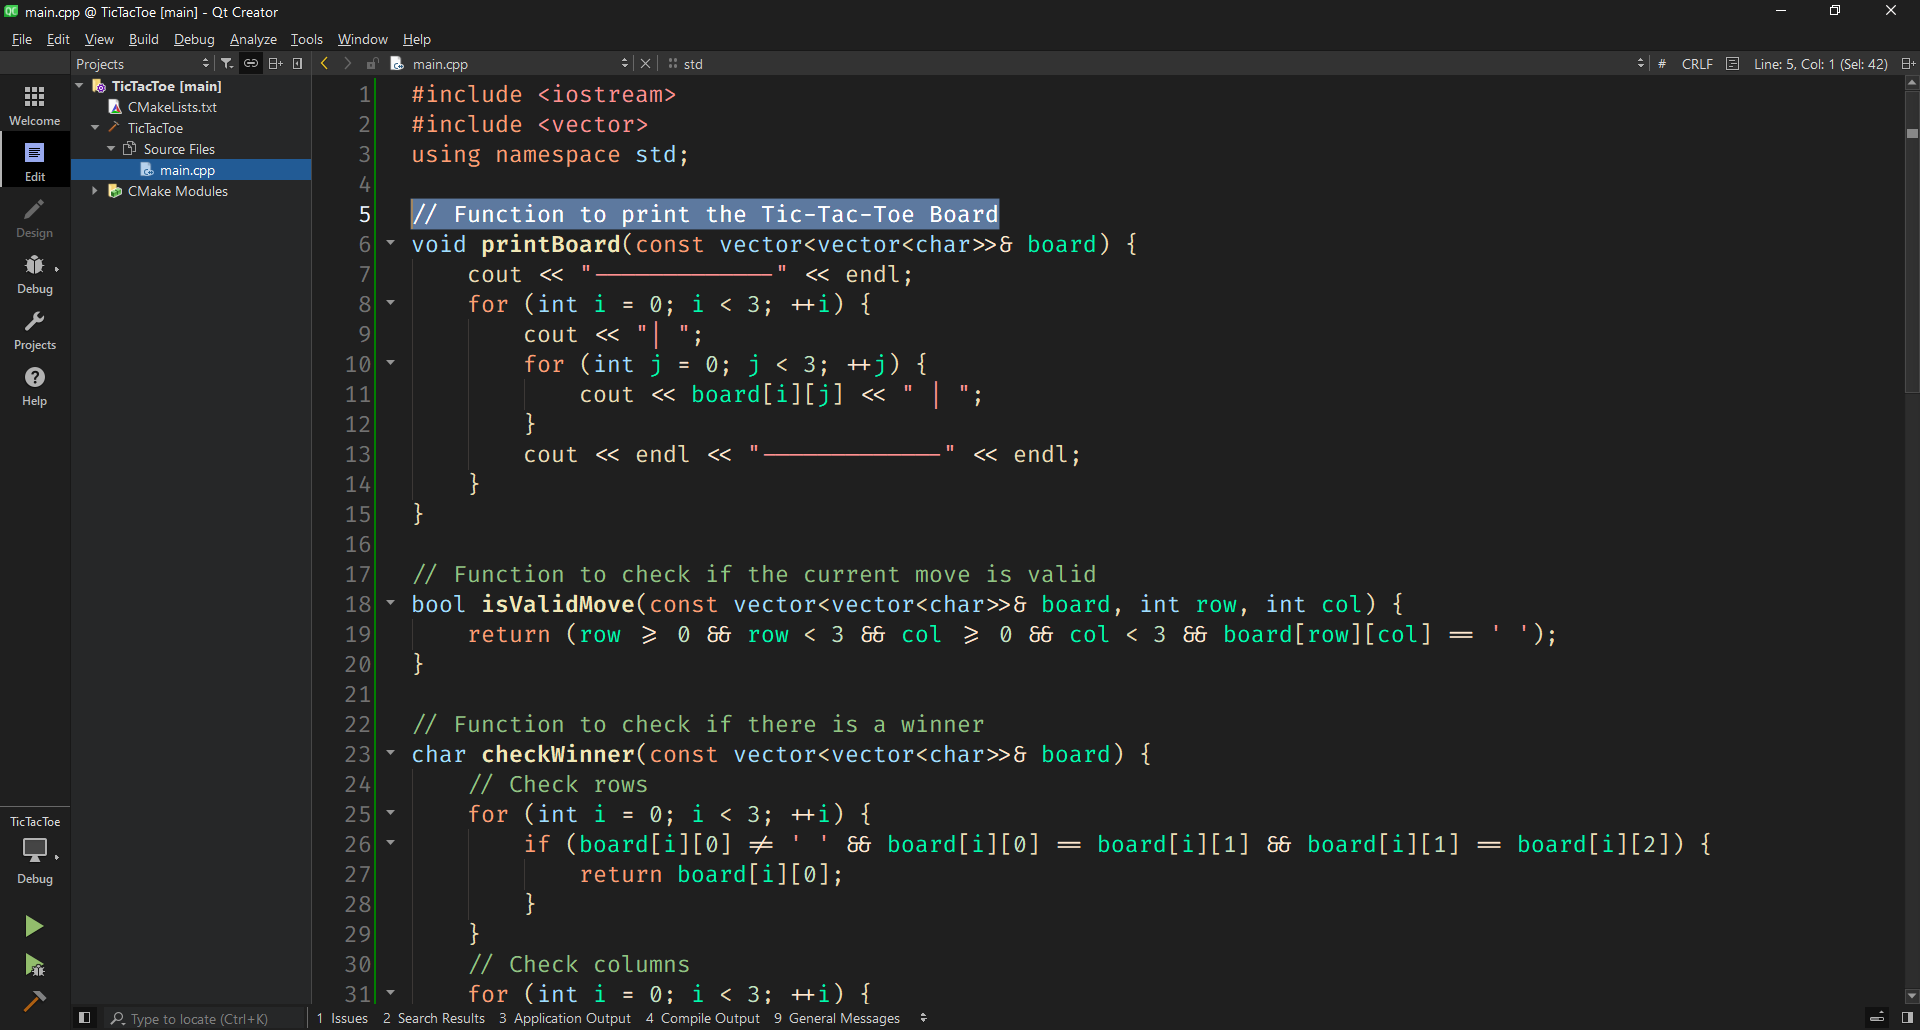 main.cpp @ TicTacToe [main] - Qt Creator
File Edit View Build Debug Analyze Tools Window Help
Projects
main.cpp
std
# CRLF Line: 5, Col: 1 (Sel: 42)
Welcome
Edit
Design
Debug
Projects
Help
TicTacToe [main]
CMakeLists.txt
TicTacToe
Source Files
main.cpp
CMake Modules
1 #include <iostream>
2 #include <vector>
3 using namespace std;
4
5 // Function to print the Tic-Tac-Toe Board
6 void printBoard(const vector<vector<char>>& board) {
7     cout << "-------------" << endl;
8     for (int i = 0; i < 3; ++i) {
9         cout << "| ";
10         for (int j = 0; j < 3; ++j) {
11             cout << board[i][j] << " | ";
12         }
13         cout << endl << "-------------" << endl;
14     }
15 }
16
17 // Function to check if the current move is valid
18 bool isValidMove(const vector<vector<char>>& board, int row, int col) {
19     return (row >= 0 && row < 3 && col >= 0 && col < 3 && board[row][col] == ' ');
20 }
21
22 // Function to check if there is a winner
23 char checkWinner(const vector<vector<char>>& board) {
24     // Check rows
25     for (int i = 0; i < 3; ++i) {
26         if (board[i][0] != ' ' && board[i][0] == board[i][1] && board[i][1] == board[i][2]) {
27             return board[i][0];
28         }
29     }
30     // Check columns
31     for (int i = 0; i < 3; ++i) {
TicTacToe
Debug
Type to locate (Ctrl+K)
1 Issues 2 Search Results 3 Application Output 4 Compile Output 9 General Messages